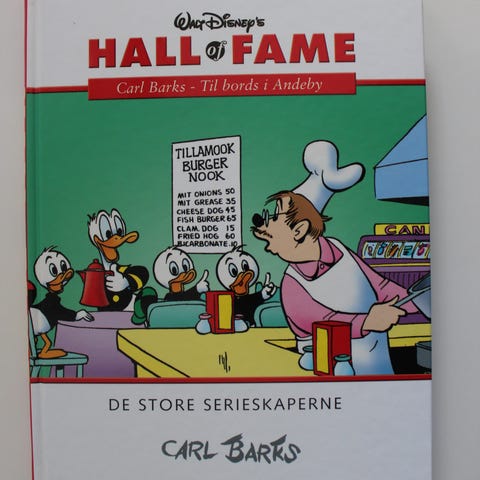 Walt Disney's
HALL of FAME
Carl Barks - Til bords i Andeby
TILLAMOOK
BURGER
NOOK
MIT ONIONS 50
MIT GREASE 35
CHEESE DOG 45
FISH BURGER 65
CLAM DOG 15
FRIED HOG 60
BICARBONATE .10
CAN
DE STORE SERIESKAPERNE
CARL BARKS